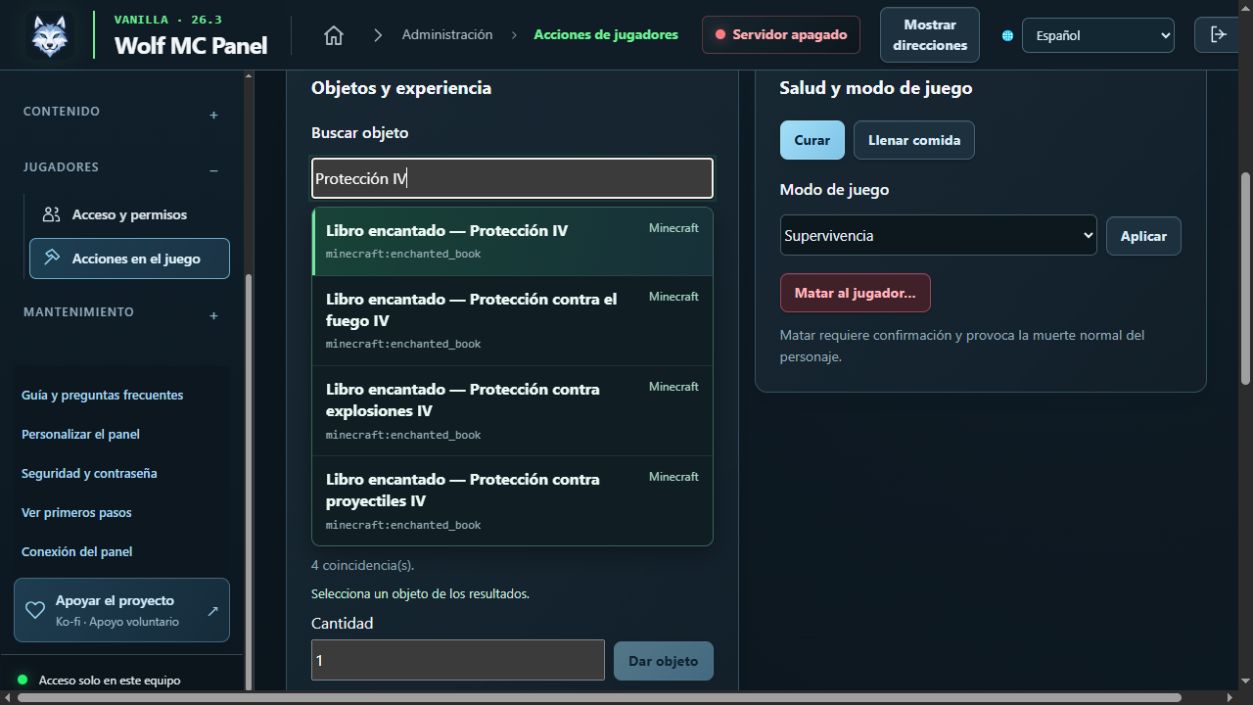 VANILLA · 26.3
Wolf MC Panel
Administración
Acciones de jugadores
Servidor apagado
Mostrar
direcciones
Español
CONTENIDO
JUGADORES
Acceso y permisos
Acciones en el juego
MANTENIMIENTO
Guía y preguntas frecuentes
Personalizar el panel
Seguridad y contraseña
Ver primeros pasos
Conexión del panel
Apoyar el proyecto
Ko-fi · Apoyo voluntario
Acceso solo en este equipo
Objetos y experiencia
Buscar objeto
Protección IV
Libro encantado — Protección IV
Minecraft
minecraft:enchanted_book
Libro encantado — Protección contra el
fuego IV
Minecraft
minecraft:enchanted_book
Libro encantado — Protección contra
explosiones IV
Minecraft
minecraft:enchanted_book
Libro encantado — Protección contra
proyectiles IV
Minecraft
minecraft:enchanted_book
4 coincidencia(s).
Selecciona un objeto de los resultados.
Cantidad
1
Dar objeto
Salud y modo de juego
Curar
Llenar comida
Modo de juego
Supervivencia
Aplicar
Matar al jugador...
Matar requiere confirmación y provoca la muerte normal del
personaje.